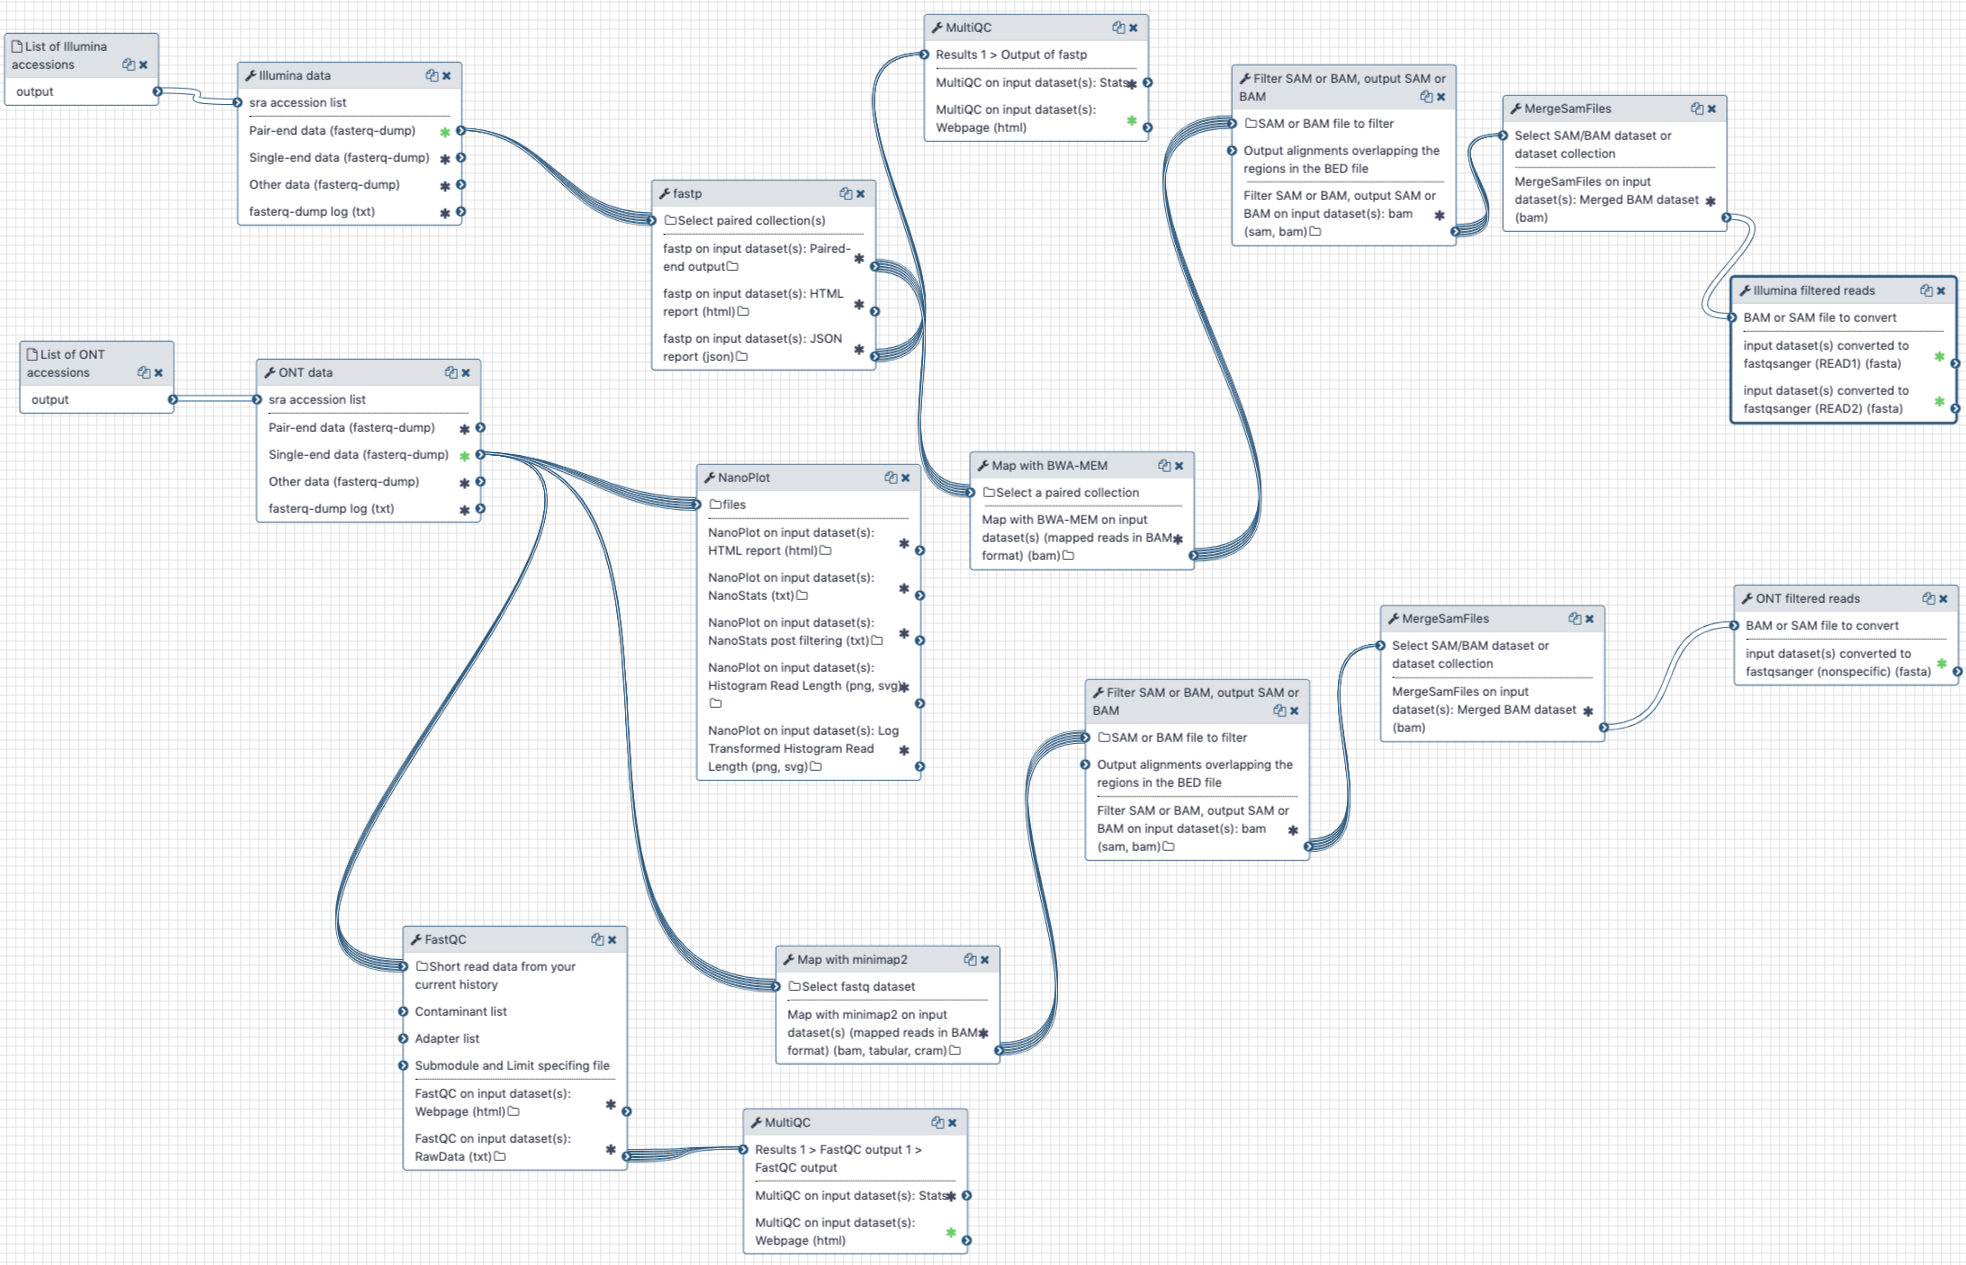 List of Illumina
accessions
output
Illumina data
sra accession list
Pair-end data (fasterq-dump)
Single-end data (fasterq-dump)
Other data (fasterq-dump)
fasterq-dump log (txt)
fastp
Select paired collection(s)
fastp on input dataset(s): Paired-
end output
fastp on input dataset(s): HTML
report (html)
fastp on input dataset(s): JSON
report (json)
MultiQC
Results 1 > Output of fastp
MultiQC on input dataset(s): Stats
MultiQC on input dataset(s):
Webpage (html)
Filter SAM or BAM, output SAM or
BAM
SAM or BAM file to filter
Output alignments overlapping the
regions in the BED file
Filter SAM or BAM, output SAM or
BAM on input dataset(s): bam
(sam, bam)
MergeSamFiles
Select SAM/BAM dataset or
dataset collection
MergeSamFiles on input
dataset(s): Merged BAM dataset
(bam)
Illumina filtered reads
BAM or SAM file to convert
input dataset(s) converted to
fastqsanger (READ1) (fasta)
input dataset(s) converted to
fastqsanger (READ2) (fasta)
List of ONT
accessions
output
ONT data
sra accession list
Pair-end data (fasterq-dump)
Single-end data (fasterq-dump)
Other data (fasterq-dump)
fasterq-dump log (txt)
NanoPlot
files
NanoPlot on input dataset(s):
HTML report (html)
NanoPlot on input dataset(s):
NanoStats (txt)
NanoPlot on input dataset(s):
NanoStats post filtering (txt)
NanoPlot on input dataset(s):
Histogram Read Length (png, svg)
NanoPlot on input dataset(s): Log
Transformed Histogram Read
Length (png, svg)
Map with BWA-MEM
Select a paired collection
Map with BWA-MEM on input
dataset(s) (mapped reads in BAM
format) (bam)
Filter SAM or BAM, output SAM or
BAM
SAM or BAM file to filter
Output alignments overlapping the
regions in the BED file
Filter SAM or BAM, output SAM or
BAM on input dataset(s): bam
(sam, bam)
MergeSamFiles
Select SAM/BAM dataset or
dataset collection
MergeSamFiles on input
dataset(s): Merged BAM dataset
(bam)
ONT filtered reads
BAM or SAM file to convert
input dataset(s) converted to
fastqsanger (nonspecific) (fasta)
FastQC
Short read data from your
current history
Contaminant list
Adapter list
Submodule and Limit specifing file
FastQC on input dataset(s):
Webpage (html)
FastQC on input dataset(s):
RawData (txt)
Map with minimap2
Select fastq dataset
Map with minimap2 on input
dataset(s) (mapped reads in BAM
format) (bam, tabular, cram)
MultiQC
Results 1 > FastQC output 1 >
FastQC output
MultiQC on input dataset(s): Stats
MultiQC on input dataset(s):
Webpage (html)